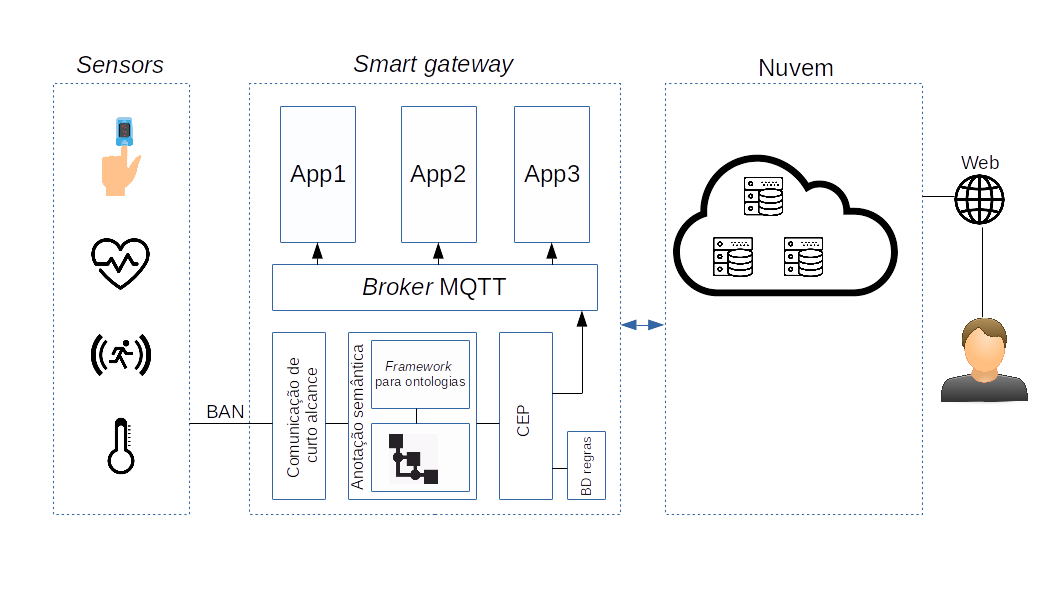 Sensors
Smart gateway
Nuvem
App1
App2
App3
Web
Broker MQTT
BAN
Comunicação de
curto alcance
Anotação semântica
Framework
para ontologias
CEP
BD regras